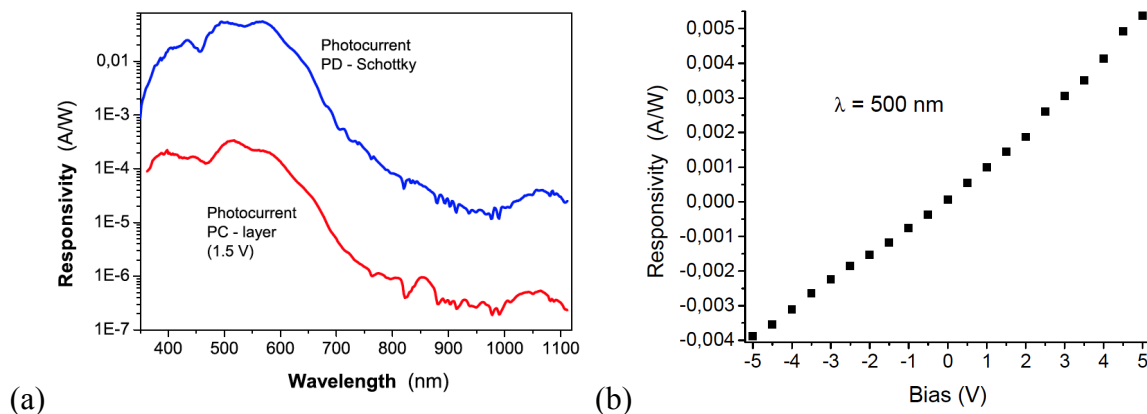 0,01
1E-3
1E-4
1E-5
1E-6
1E-7
Responsivity (A/W)
Photocurrent
PD - Schottky
Photocurrent
PC - layer
(1.5 V)
400 500 600 700 800 900 1000 1100
Wavelength (nm)
(a)
0,005
0,004
0,003
0,002
0,001
0,000
-0,001
-0,002
-0,003
-0,004
Responsivity (A/W)
λ = 500 nm
-5 -4 -3 -2 -1 0 1 2 3 4 5
Bias (V)
(b)